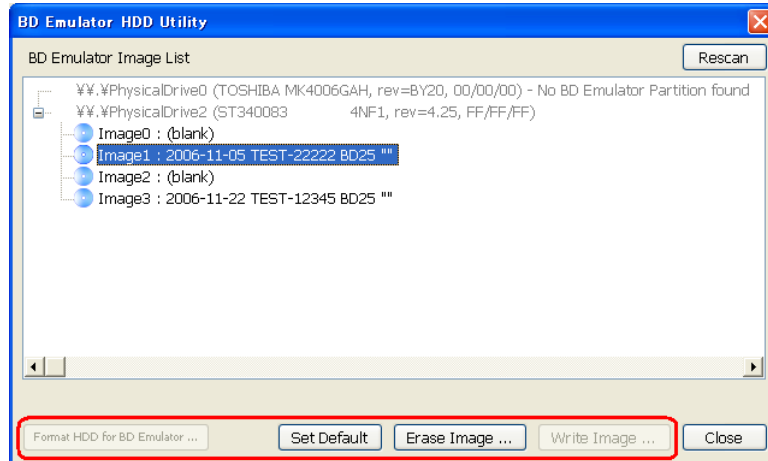 BD Emulator HDD Utility
BD Emulator Image List
Rescan
¥¥.¥PhysicalDrive0 (TOSHIBA MK4006GAH, rev=BY20, 00/00/00) - No BD Emulator Partition found
¥¥.¥PhysicalDrive2 (ST340083 4NF1, rev=4.25, FF/FF/FF)
Image0 : (blank)
Image1 : 2006-11-05 TEST-22222 BD25 ""
Image2 : (blank)
Image3 : 2006-11-22 TEST-12345 BD25 ""
Format HDD for BD Emulator ... Set Default Erase Image ... Write Image ... Close